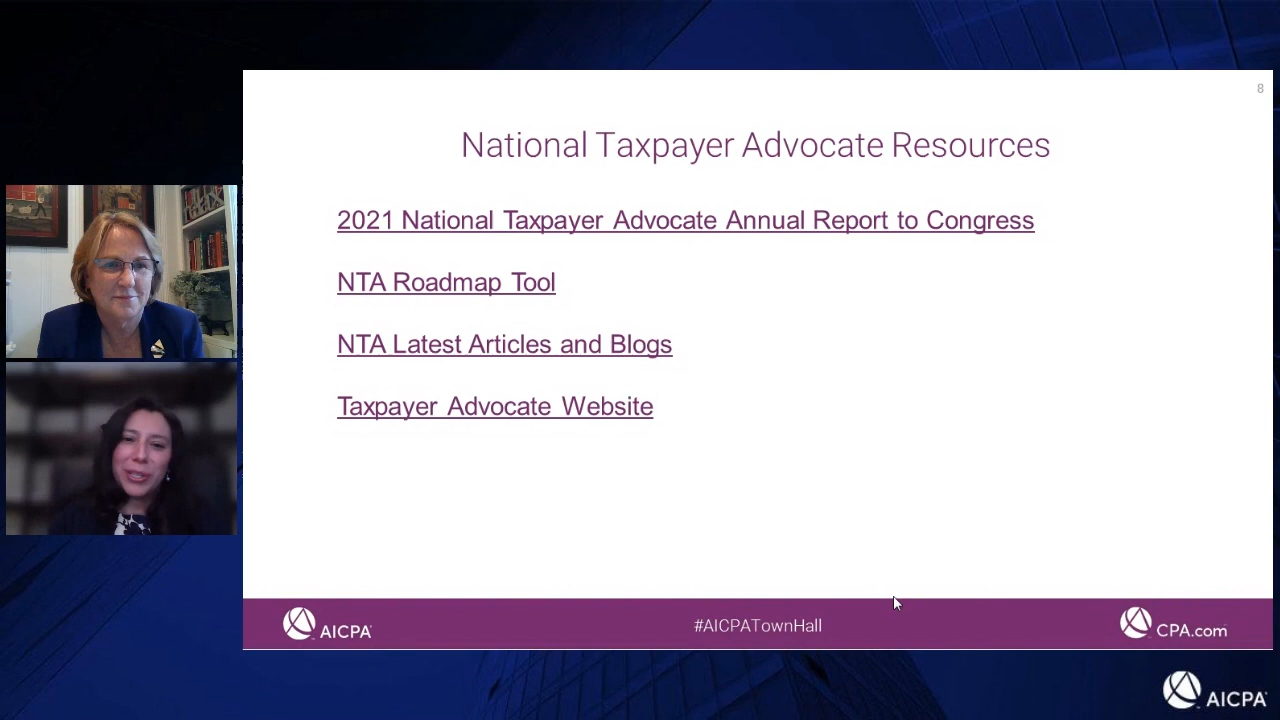 8
National Taxpayer Advocate Resources
2021 National Taxpayer Advocate Annual Report to Congress
NTA Roadmap Tool
NTA Latest Articles and Blogs
Taxpayer Advocate Website
AICPA
#AICPATownHall
CPA.com
AICPA